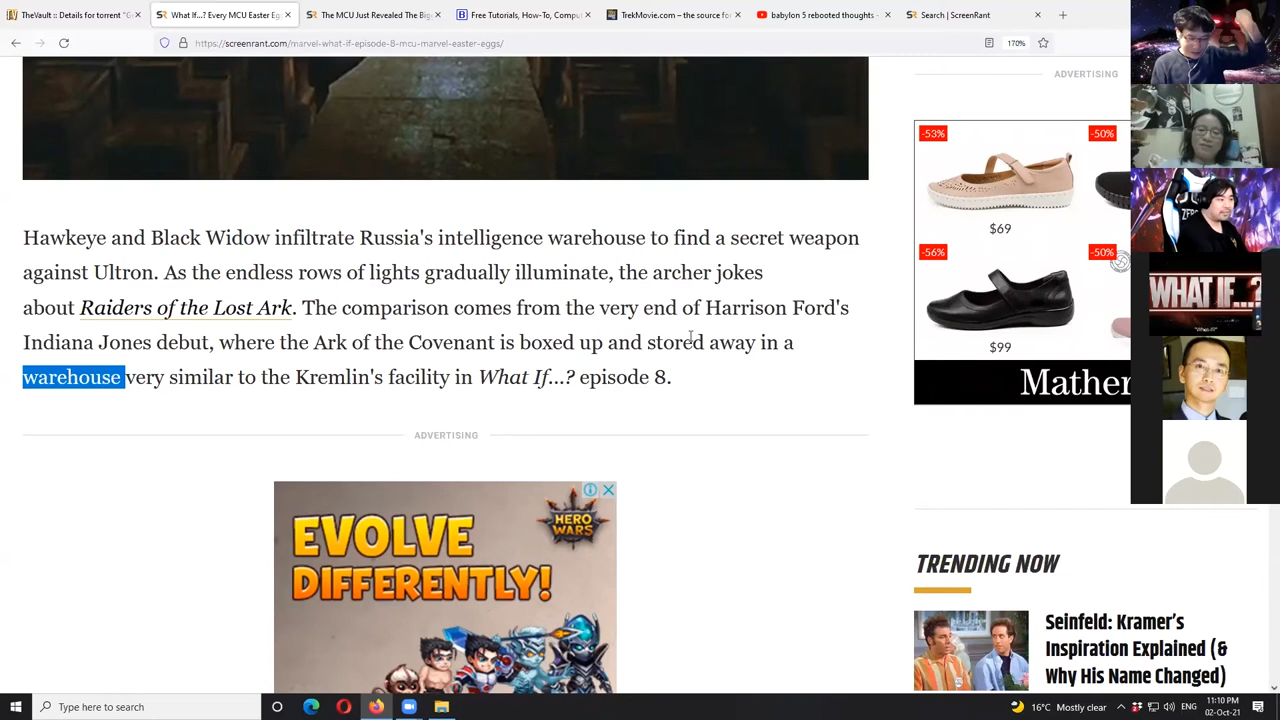 TheVault :: Details for torrent "G
What If...? Every MCU Easter Eg
The MCU Just Revealed The Big
Free Tutorials, How-To, Compu
TrekMovie.com – the source fo
babylon 5 rebooted thoughts -
Search | ScreenRant
https://screenrant.com/marvel-what-if-episode-8-mcu-marvel-easter-eggs/
170%
Hawkeye and Black Widow infiltrate Russia's intelligence warehouse to find a secret weapon
against Ultron. As the endless rows of lights gradually illuminate, the archer jokes
about Raiders of the Lost Ark. The comparison comes from the very end of Harrison Ford's
Indiana Jones debut, where the Ark of the Covenant is boxed up and stored away in a
warehouse very similar to the Kremlin's facility in What If...? episode 8.
ADVERTISING
EVOLVE
DIFFERENTLY!
HERO
WARS
ADVERTISING
-53%
-50%
$69
-56%
-50%
$99
Mather
TRENDING NOW
Seinfeld: Kramer's
Inspiration Explained (&
Why His Name Changed)
WHAT IF...?
Type here to search
16°C Mostly clear
ENG
11:10 PM
02-Oct-21